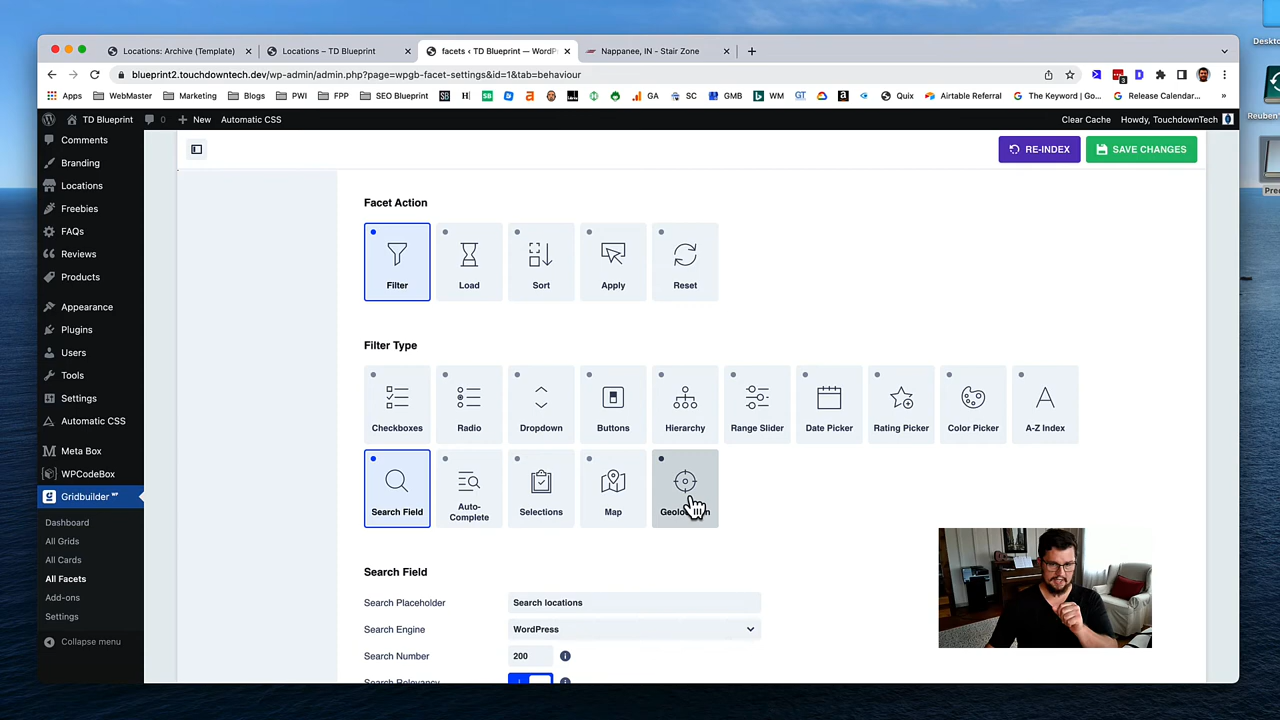 Desktop
Locations: Archive (Template)
Locations – TD Blueprint
facets ‹ TD Blueprint — WordPr
Nappanee, IN - Stair Zone
blueprint2.touchdowntech.dev/wp-admin/admin.php?page=wpgb-facet-settings&id=1&tab=behaviour
Apps WebMaster Marketing Blogs PWI FPP SEO Blueprint GA SC GMB WM Quix Airtable Referral The Keyword | Go... Release Calendar...
TD Blueprint 0 New Automatic CSS Clear Cache Howdy, TouchdownTech
Reuben's
Comments
Branding
Locations
Freebies
FAQs
Reviews
Products
Appearance
Plugins
Users
Tools
Settings
Automatic CSS
Meta Box
WPCodeBox
Gridbuilder WP
Dashboard
All Grids
All Cards
All Facets
Add-ons
Settings
Collapse menu
RE-INDEX
SAVE CHANGES
Facet Action
Filter Load Sort Apply Reset
Filter Type
Checkboxes Radio Dropdown Buttons Hierarchy Range Slider Date Picker Rating Picker Color Picker A-Z Index
Search Field Auto-Complete Selections Map
Search Field
Search Placeholder Search locations
Search Engine WordPress
Search Number 200
Search Relevancy